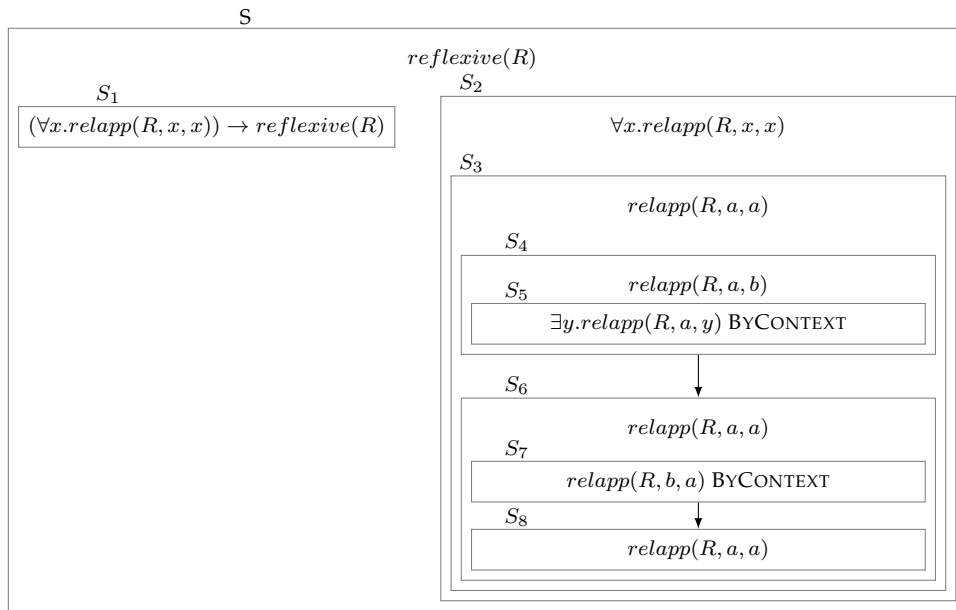 S
reflexive(R)
S₁
(∀x.relapp(R, x, x)) → reflexive(R)
S₂
∀x.relapp(R, x, x)
S₃
relapp(R, a, a)
S₄
relapp(R, a, b)
S₅
∃y.relapp(R, a, y) BYCONTEXT
S₆
relapp(R, a, a)
S₇
relapp(R, b, a) BYCONTEXT
S₈
relapp(R, a, a)